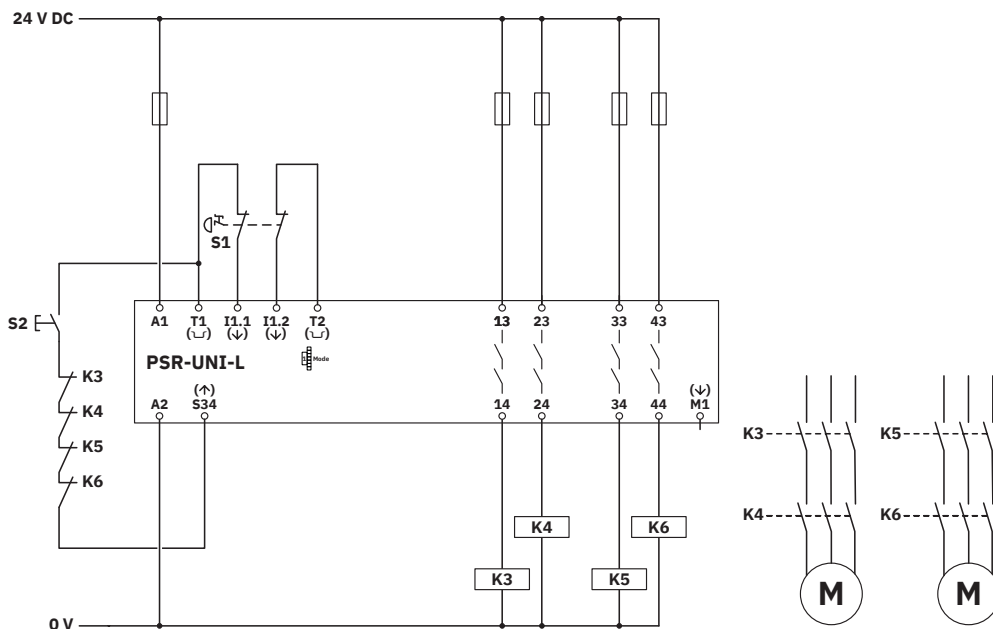 24 V DC
S1
S2
A1 T1 I1.1 I1.2 T2 13 23 33 43
1 Mode
PSR-UNI-L
A2 S34 14 24 34 44 M1
K3
K4
K5
K6
K3 K5
K4 K6
K4 K6
K3 K5
M M
0 V